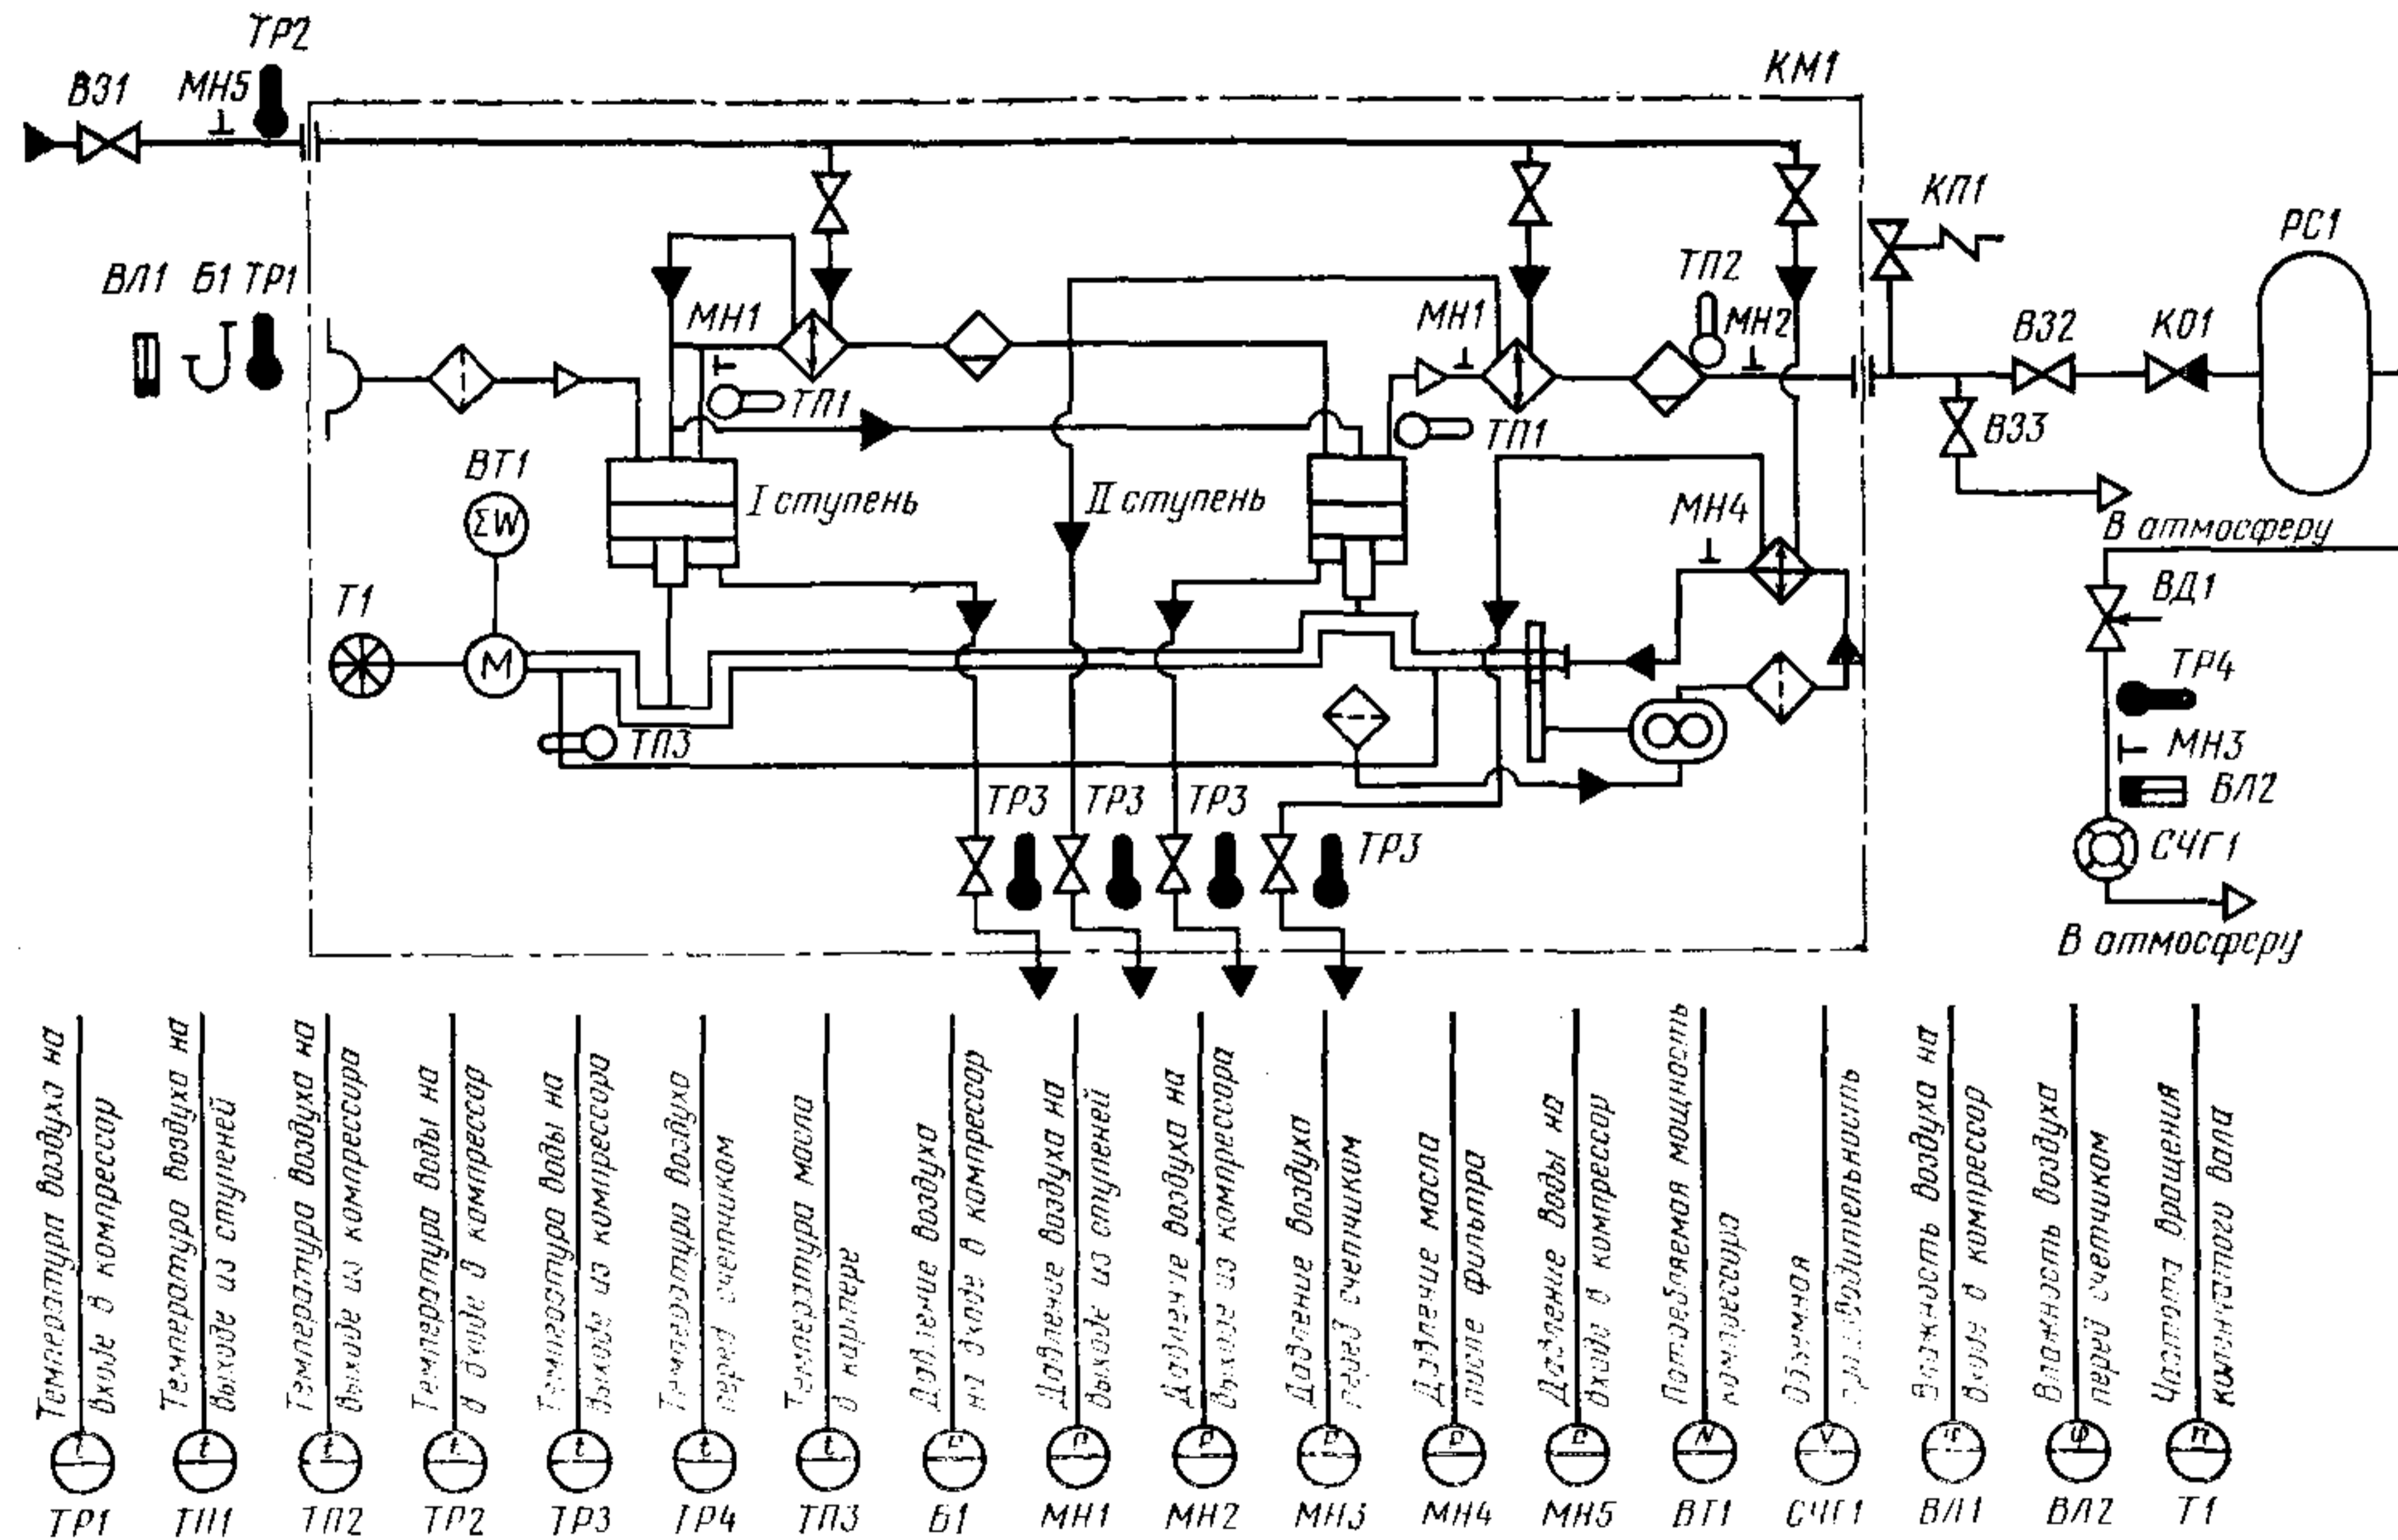 ТР2
КМ1
ВЗ1
МН5
КП1
РС1
ВЛ1
Б1
ТР1
ТП2
МН1
МН1
МН2
ВЗ2
КО1
ТП1
ТП1
ВЗ3
ВТ1
ΣW
I ступень
II ступень
МН4
В атмосферу
Т1
М
ВД1
ТР4
ТП3
МН3
ВЛ2
ТР3
ТР3
ТР3
ТР3
СЧГ1
В атмосферу
Температура воздуха на
входе в компрессор
Температура воздуха на
выходе из ступеней
Температура воздуха на
выходе из компрессора
Температура воды на
входе в компрессор
Температура воды на
выходе из компрессора
Температура воздуха
перед счетчиком
Температура масла
в картере
Давление воздуха
на входе в компрессор
Давление воздуха на
выходе из ступеней
Давление воздуха на
выходе из компрессора
Давление воздуха
перед счетчиком
Давление масла
после фильтра
Давление воды на
входе в компрессор
Потребляемая мощность
компрессора
Объемная
производительность
Влажность воздуха на
входе в компрессор
Влажность воздуха
перед счетчиком
Частота вращения
коленчатого вала
t
t
t
t
t
t
t
p
p
p
p
p
p
N
V
φ
n
ТР1
ТП1
ТП2
ТР2
ТР3
ТР4
ТП3
Б1
МН1
МН2
МН3
МН4
МН5
ВТ1
СЧГ1
ВЛ1
ВЛ2
Т1